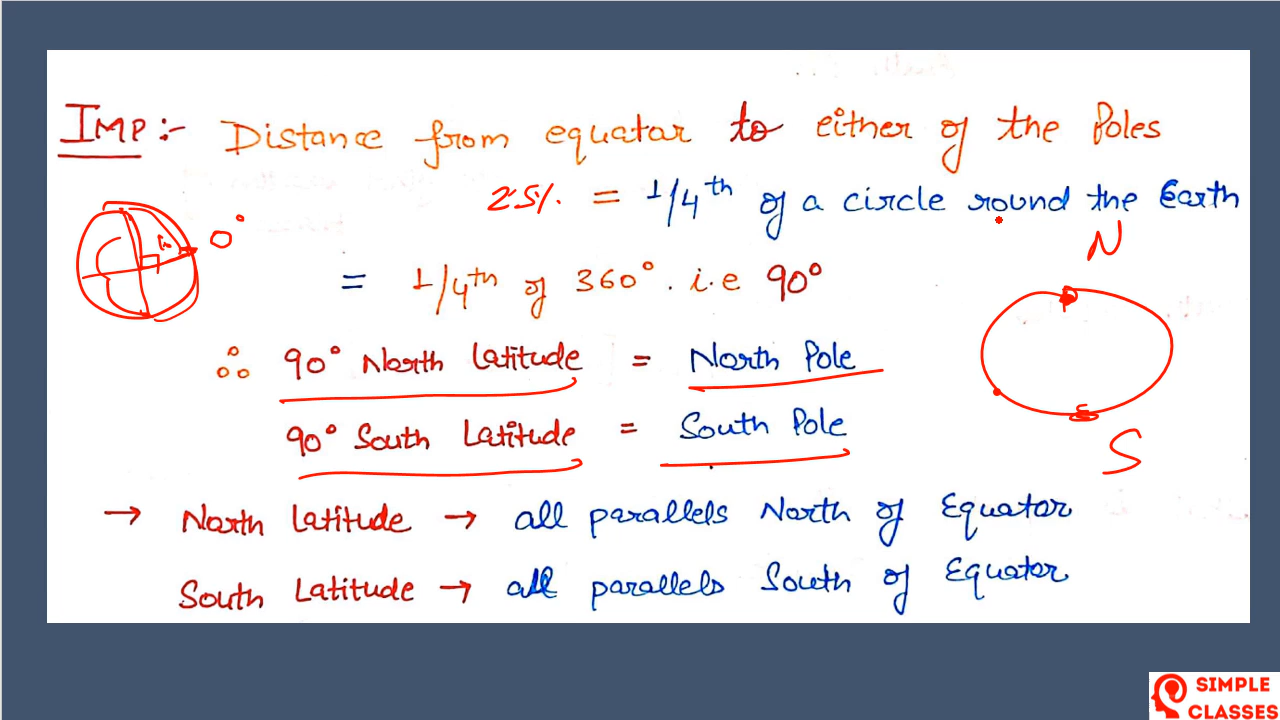 IMP:- Distance from equatar to either of the Poles
25% = 1/4th of a circle round the Earth
0°
N
= 1/4th of 360°. i.e 90°
∴ 90° North Latitude = North Pole
90° South Latitude = South Pole
S
→ North Latitude → all parallels North of Equator
South Latitude → all parallels South of Equator
SIMPLE
CLASSES